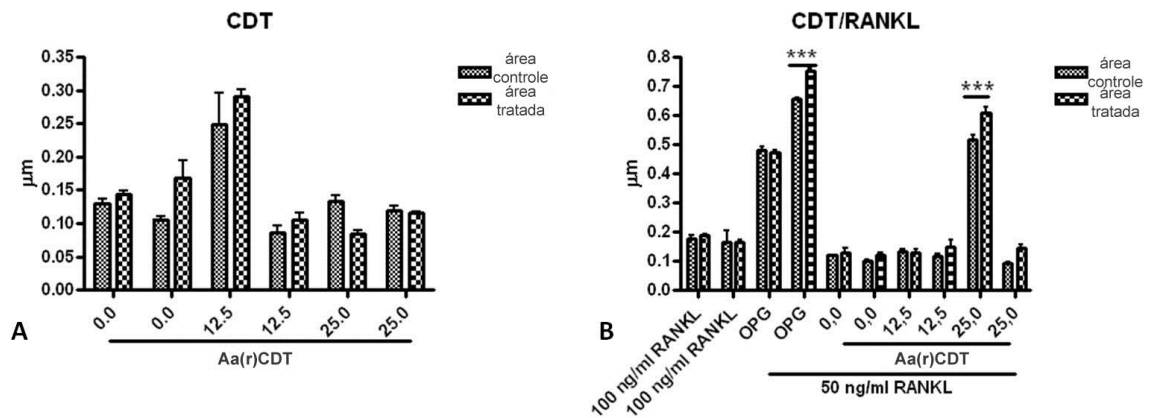 CDT
área
controle
área
tratada
µm
0.35
0.30
0.25
0.20
0.15
0.10
0.05
0.00
0.0
0.0
12.5
12.5
25.0
25.0
Aa(r)CDT
A
CDT/RANKL
área
controle
área
tratada
µm
0.8
0.7
0.6
0.5
0.4
0.3
0.2
0.1
0.0
***
***
100 ng/ml RANKL
100 ng/ml RANKL
OPG
OPG
0,0
0,0
12,5
12,5
25,0
25,0
Aa(r)CDT
50 ng/ml RANKL
B